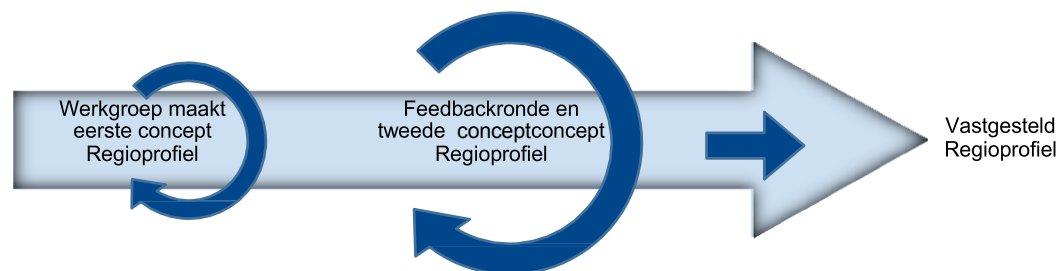 Werkgroep maakt
eerste concept
Regioprofiel
Feedbackronde en
tweede conceptconcept
Regioprofiel
Vastgesteld
Regioprofiel